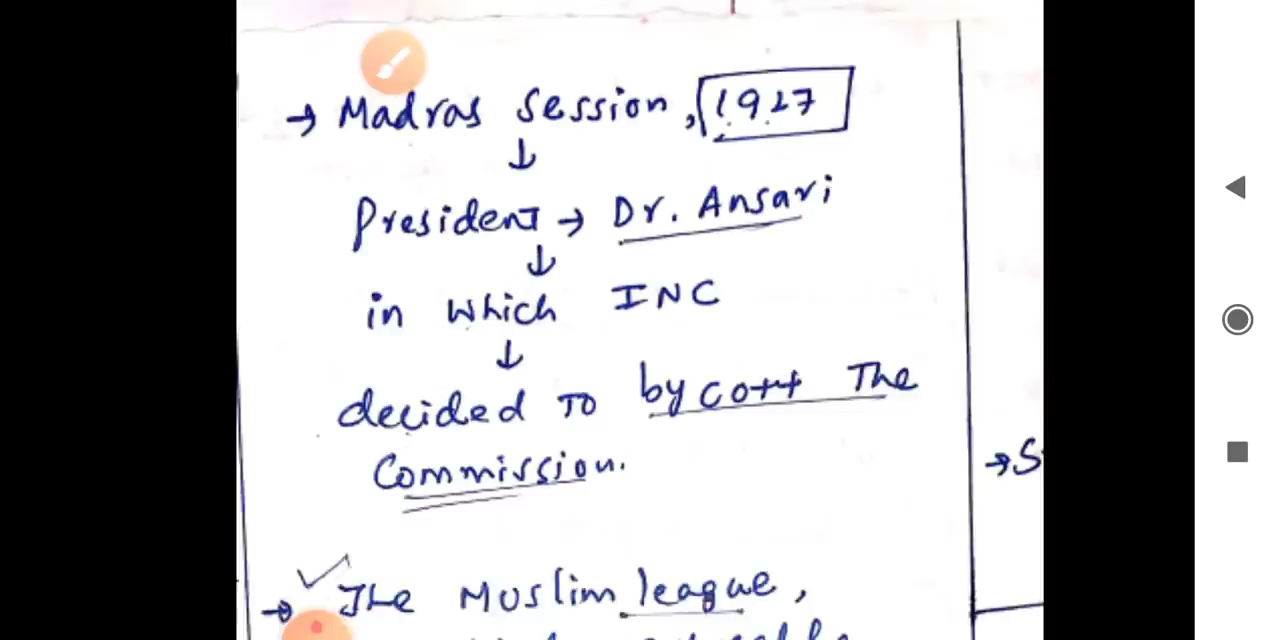 → Madras Session, 1927
↓
President → Dr. Ansari
↓
in which INC
↓
decided To bycott The
Commission.
→ The Muslim league,
→ S